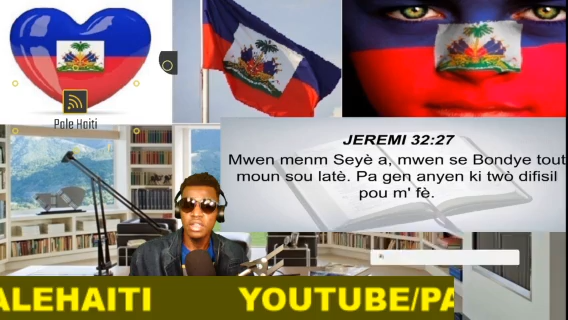 Pale Haiti
JEREMI 32:27
Mwen menm Seyè a, mwen se Bondye tout
moun sou latè. Pa gen anyen ki twò difisil
pou m' fè.
ALEHAITI YOUTUBE/PA